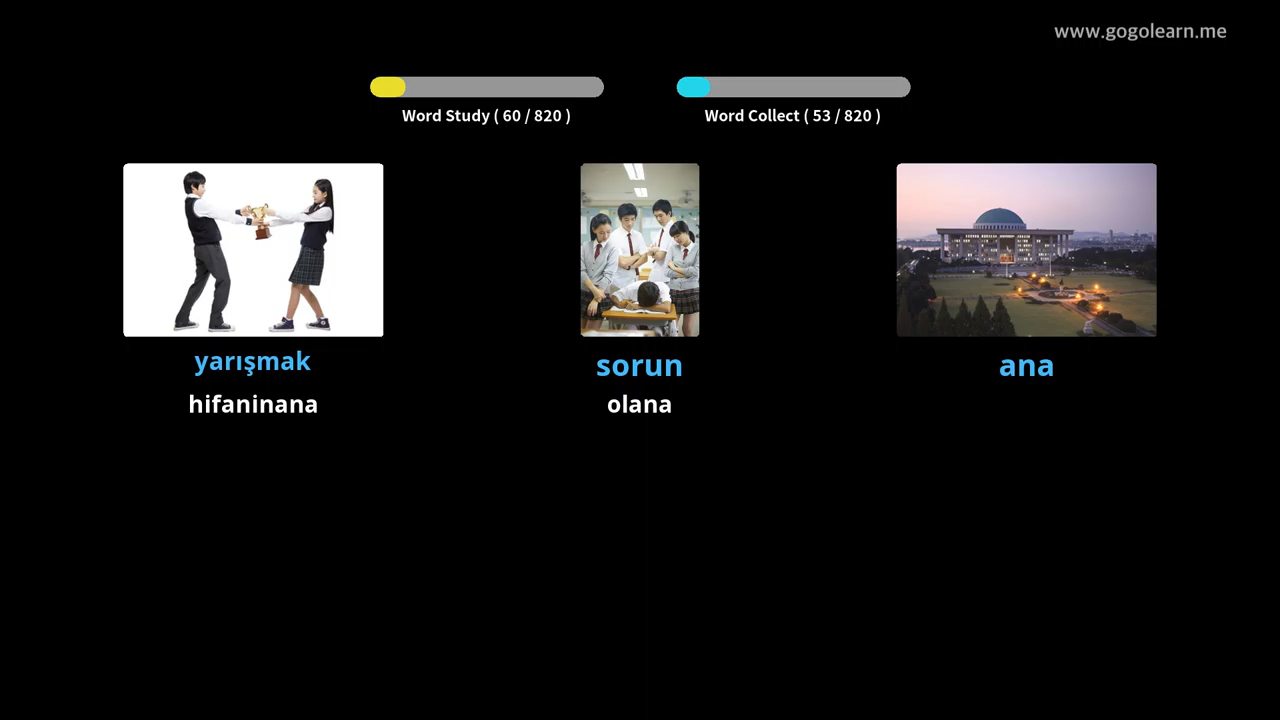 www.gogolearn.me
Word Study ( 60 / 820 )
Word Collect ( 53 / 820 )
yarışmak
sorun
ana
hifaninana
olana